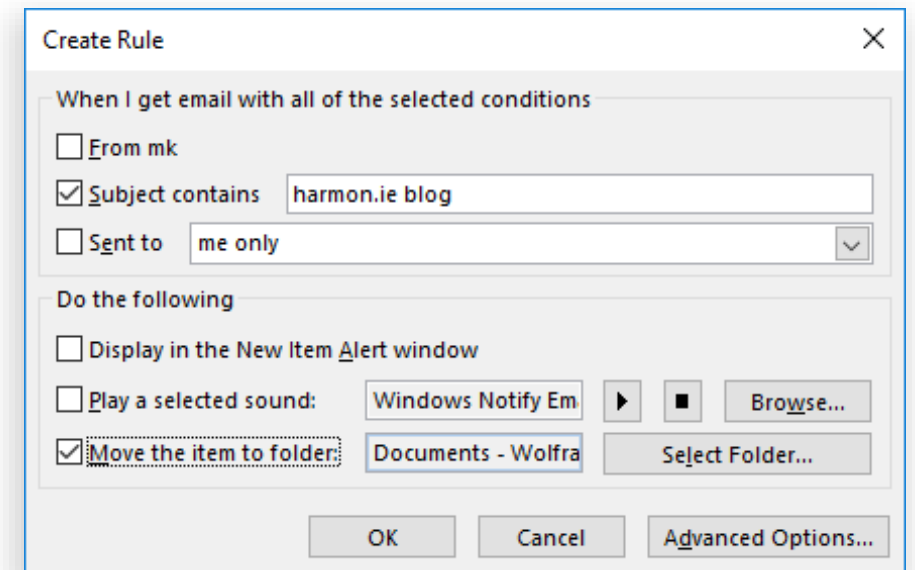 Create Rule
When I get email with all of the selected conditions
From mk
Subject contains harmon.ie blog
Sent to me only
Do the following
Display in the New Item Alert window
Play a selected sound: Windows Notify Em Browse...
Move the item to folder: Documents - Wolfra Select Folder...
OK Cancel Advanced Options...